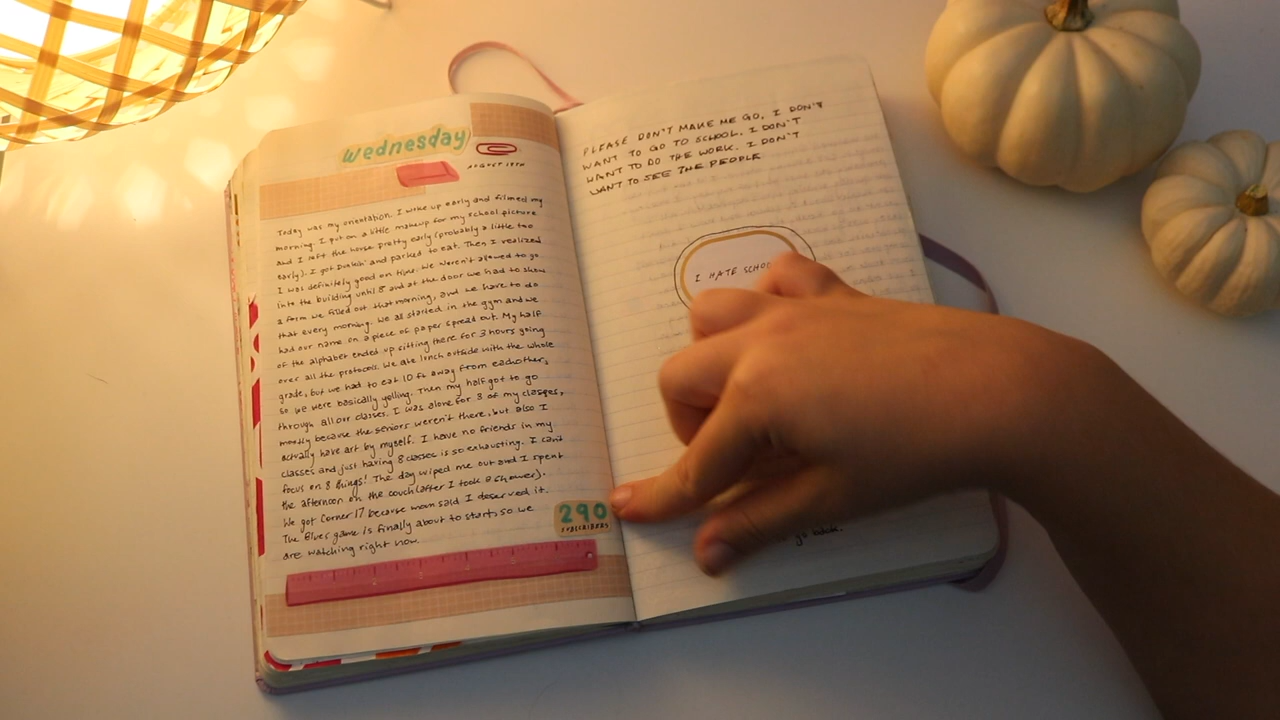 wednesday
AUGUST 19TH
Today was my orientation. I woke up early and filmed my
morning. I put on a little makeup for my school picture
and I left the house pretty early (probably a little too
early). I got Dunkin' and parked to eat. Then I realized
I was definitely good on time. We weren't allowed to go
into the building until 8 and at the door we had to show
a form we filled out that morning, and we have to do
that every morning. We all started in the gym and we
had our name on a piece of paper spread out. My half
of the alphabet ended up sitting there for 3 hours going
over all the protocols. We ate lunch outside with the whole
grade, but we had to eat 10 ft away from eachother,
so we were basically yelling. Then my half got to go
through all our classes. I was alone for 3 of my classes,
mostly because the seniors weren't there, but also I
actually have art by myself. I have no friends in my
classes and just having 8 classes is so exhausting. I can't
focus on 8 things! The day wiped me out and I spent
the afternoon on the couch (after I took a shower).
We got Corner 17 because mom said I deserved it.
The Blues game is finally about to start, so we
are watching right now.
290
SUBSCRIBERS
PLEASE DON'T MAKE ME GO. I DON'T
WANT TO GO TO SCHOOL. I DON'T
WANT TO DO THE WORK. I DON'T
WANT TO SEE THE PEOPLE
I HATE SCHOOL
go back.